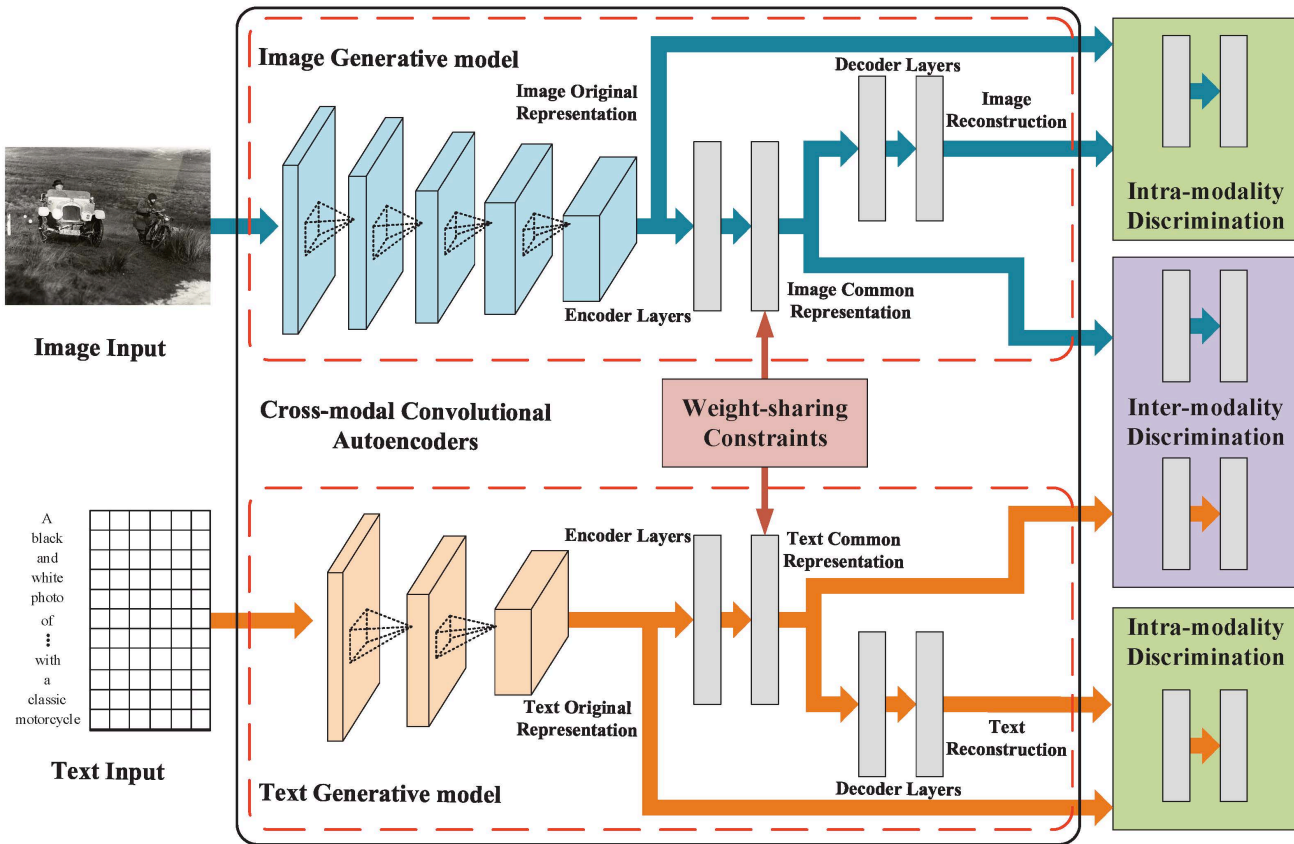 Image Generative model
Image Original
Representation
Decoder Layers
Image
Reconstruction
Encoder Layers
Image Common
Representation
Image Input
Intra-modality
Discrimination
Cross-modal Convolutional
Autoencoders
Weight-sharing
Constraints
Inter-modality
Discrimination
A
black
and
white
photo
of
⋮
with
a
classic
motorcycle
Text Input
Encoder Layers
Text Common
Representation
Text Original
Representation
Text
Reconstruction
Decoder Layers
Text Generative model
Intra-modality
Discrimination